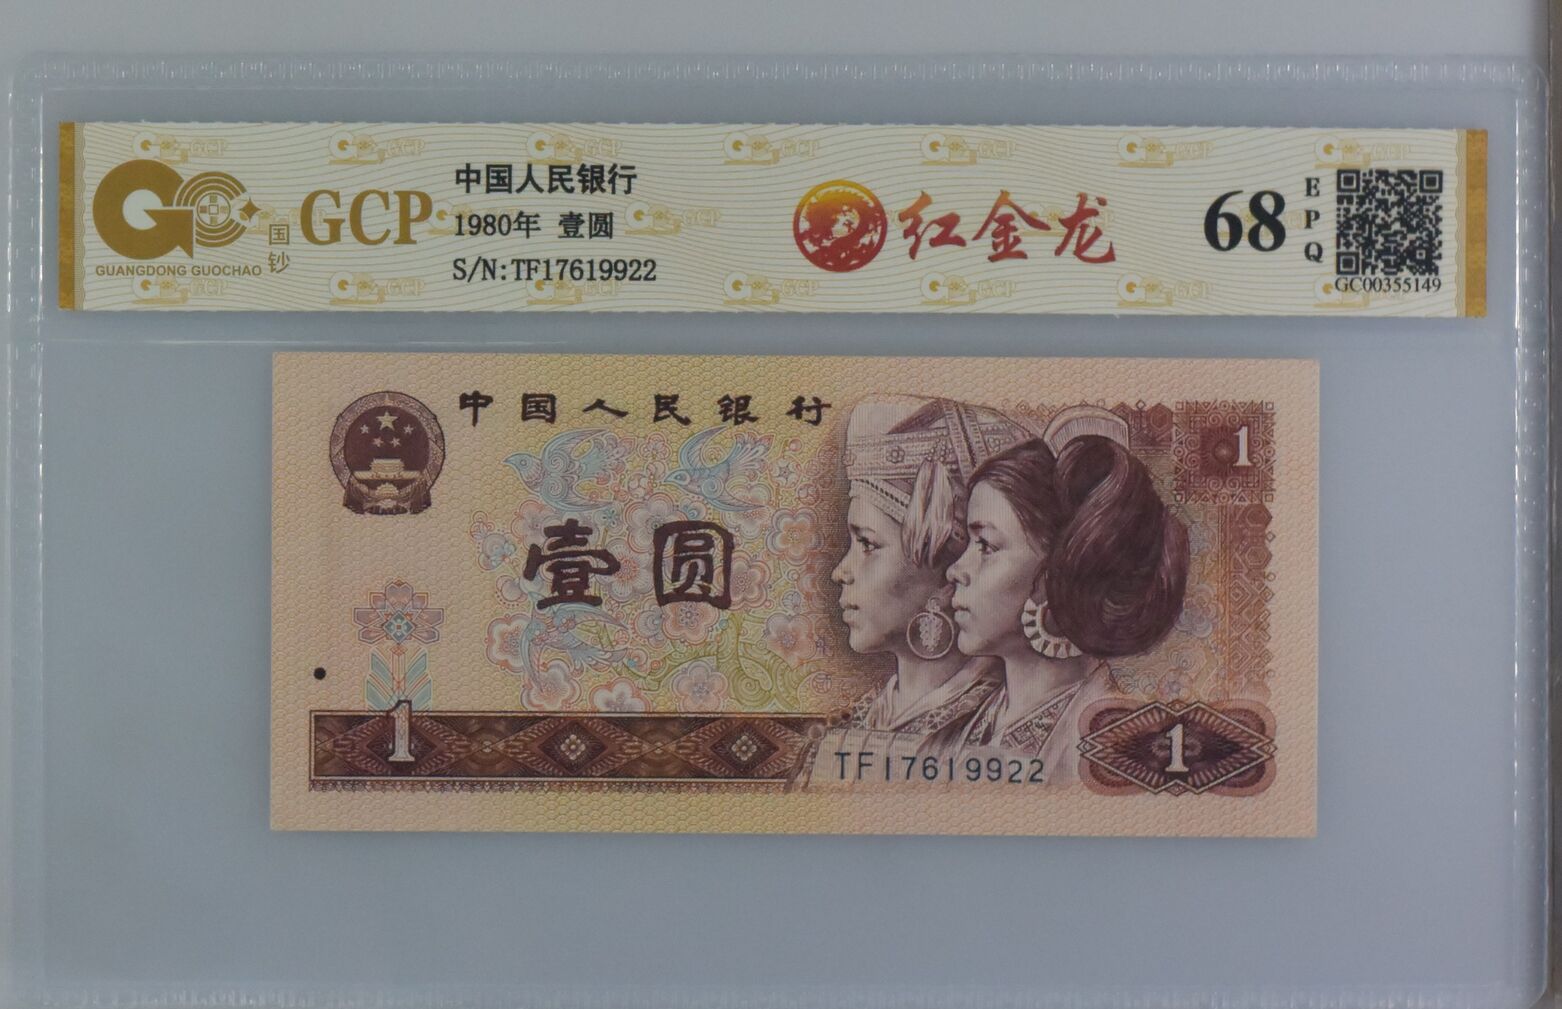 GUANGDONG GUOCHAO
国钞
GCP
中国人民银行
1980年 壹圆
S/N:TF17619922
红金龙
68
EPQ
GC00355149
中国人民银行
1
壹圆
1
TF17619922
1